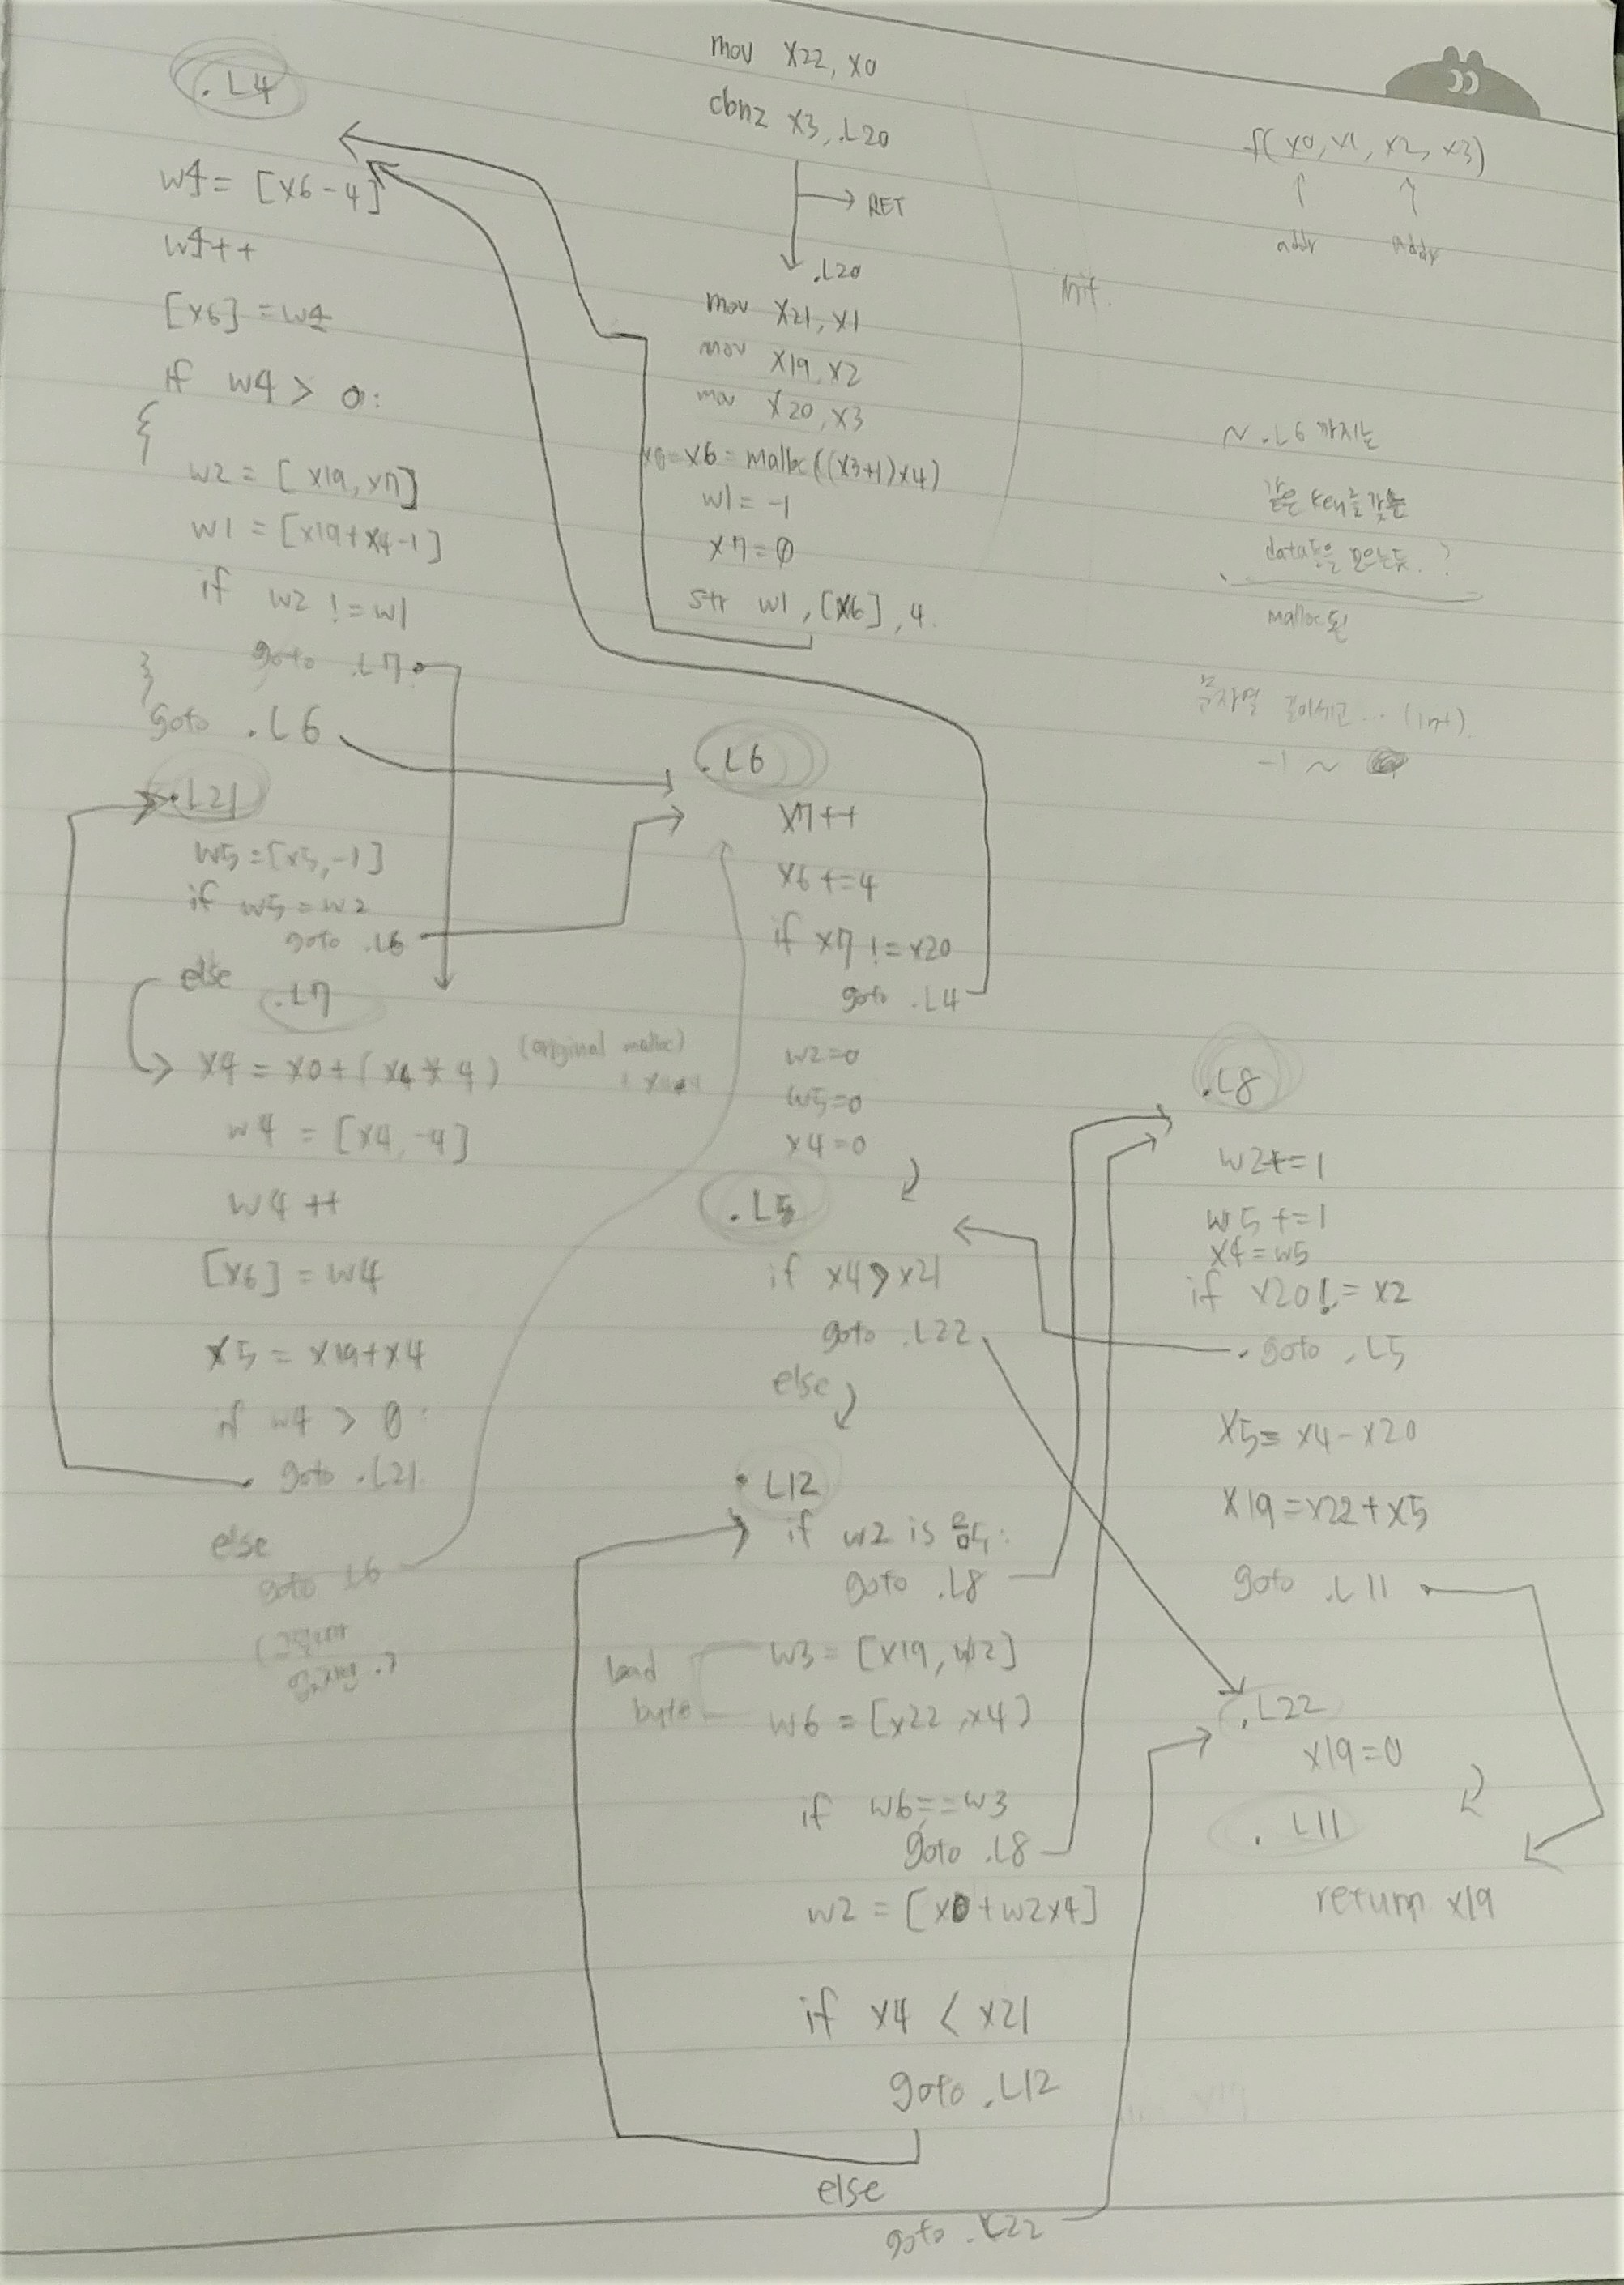 .L4
w4 = [x6-4]
w4++
[x6] = w4
if w4 > 0:
{
w2 = [x19, x7]
w1 = [x19+x4-1]
if w2 != w1
goto .L7
}
goto .L6
.L21
w5=[x5,-1]
if w5=w2
goto .L6
else
.L7
x4 = x0+(x4*4)
(original malloc)
w4 = [x4,-4]
w4++
[x6] = w4
x5 = x19+x4
if w4 > 0:
goto .L21
else
goto .L6
mov x22, x0
cbnz x3, .L20
RET
.L20
mov x21, x1
mov x19, x2
mov x20, x3
x0=x6=malloc((x3+1)x4)
w1=-1
x7=0
str w1, [x6], 4
.L6
x7++
x6+=4
if x7 != x20
goto .L4
w2=0
w5=0
x4=0
.L5
if x4 > x21
goto .L22
else
.L12
if w2 is 음수:
goto .L8
load
byte
w3 = [x19, w2]
w6 = [x22, x4]
if w6==w3
goto .L8
w2 = [x0+w2x4]
if x4 < x21
goto .L12
else
goto .L22
f(x0, x1, x2, x3)
addr addr
~ .L6 까지는
같은 key를 갖는
data들을 모으는듯.?
malloc된
문자열 길이세고... (int)
-1 ~
.L8
w2+=1
w5+=1
x4=w5
if x20 != x2
goto .L5
x5= x4-x20
x19=x22+x5
goto .L11
.L22
x19=0
.L11
return x19